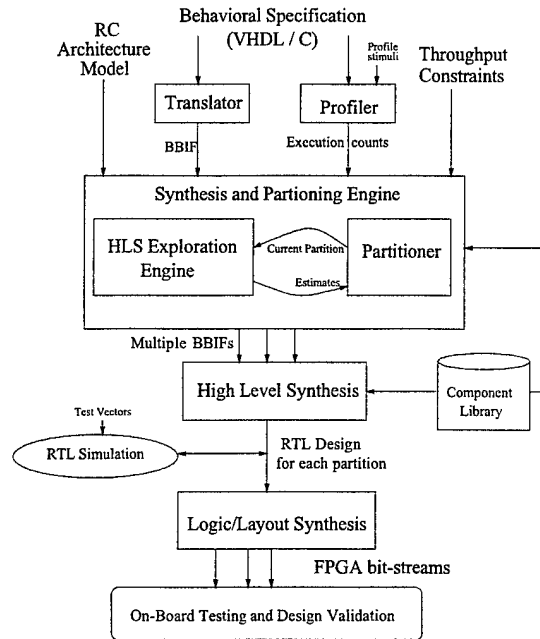 Behavioral Specification
(VHDL / C)
RC
Architecture
Model
Profile
stimuli
Throughput
Constraints
Translator
Profiler
BBIF
Execution counts
Synthesis and Partioning Engine
HLS Exploration
Engine
Current Partition
Estimates
Partitioner
Multiple BBIFs
High Level Synthesis
Component
Library
Test Vectors
RTL Simulation
RTL Design
for each partition
Logic/Layout Synthesis
FPGA bit-streams
On-Board Testing and Design Validation